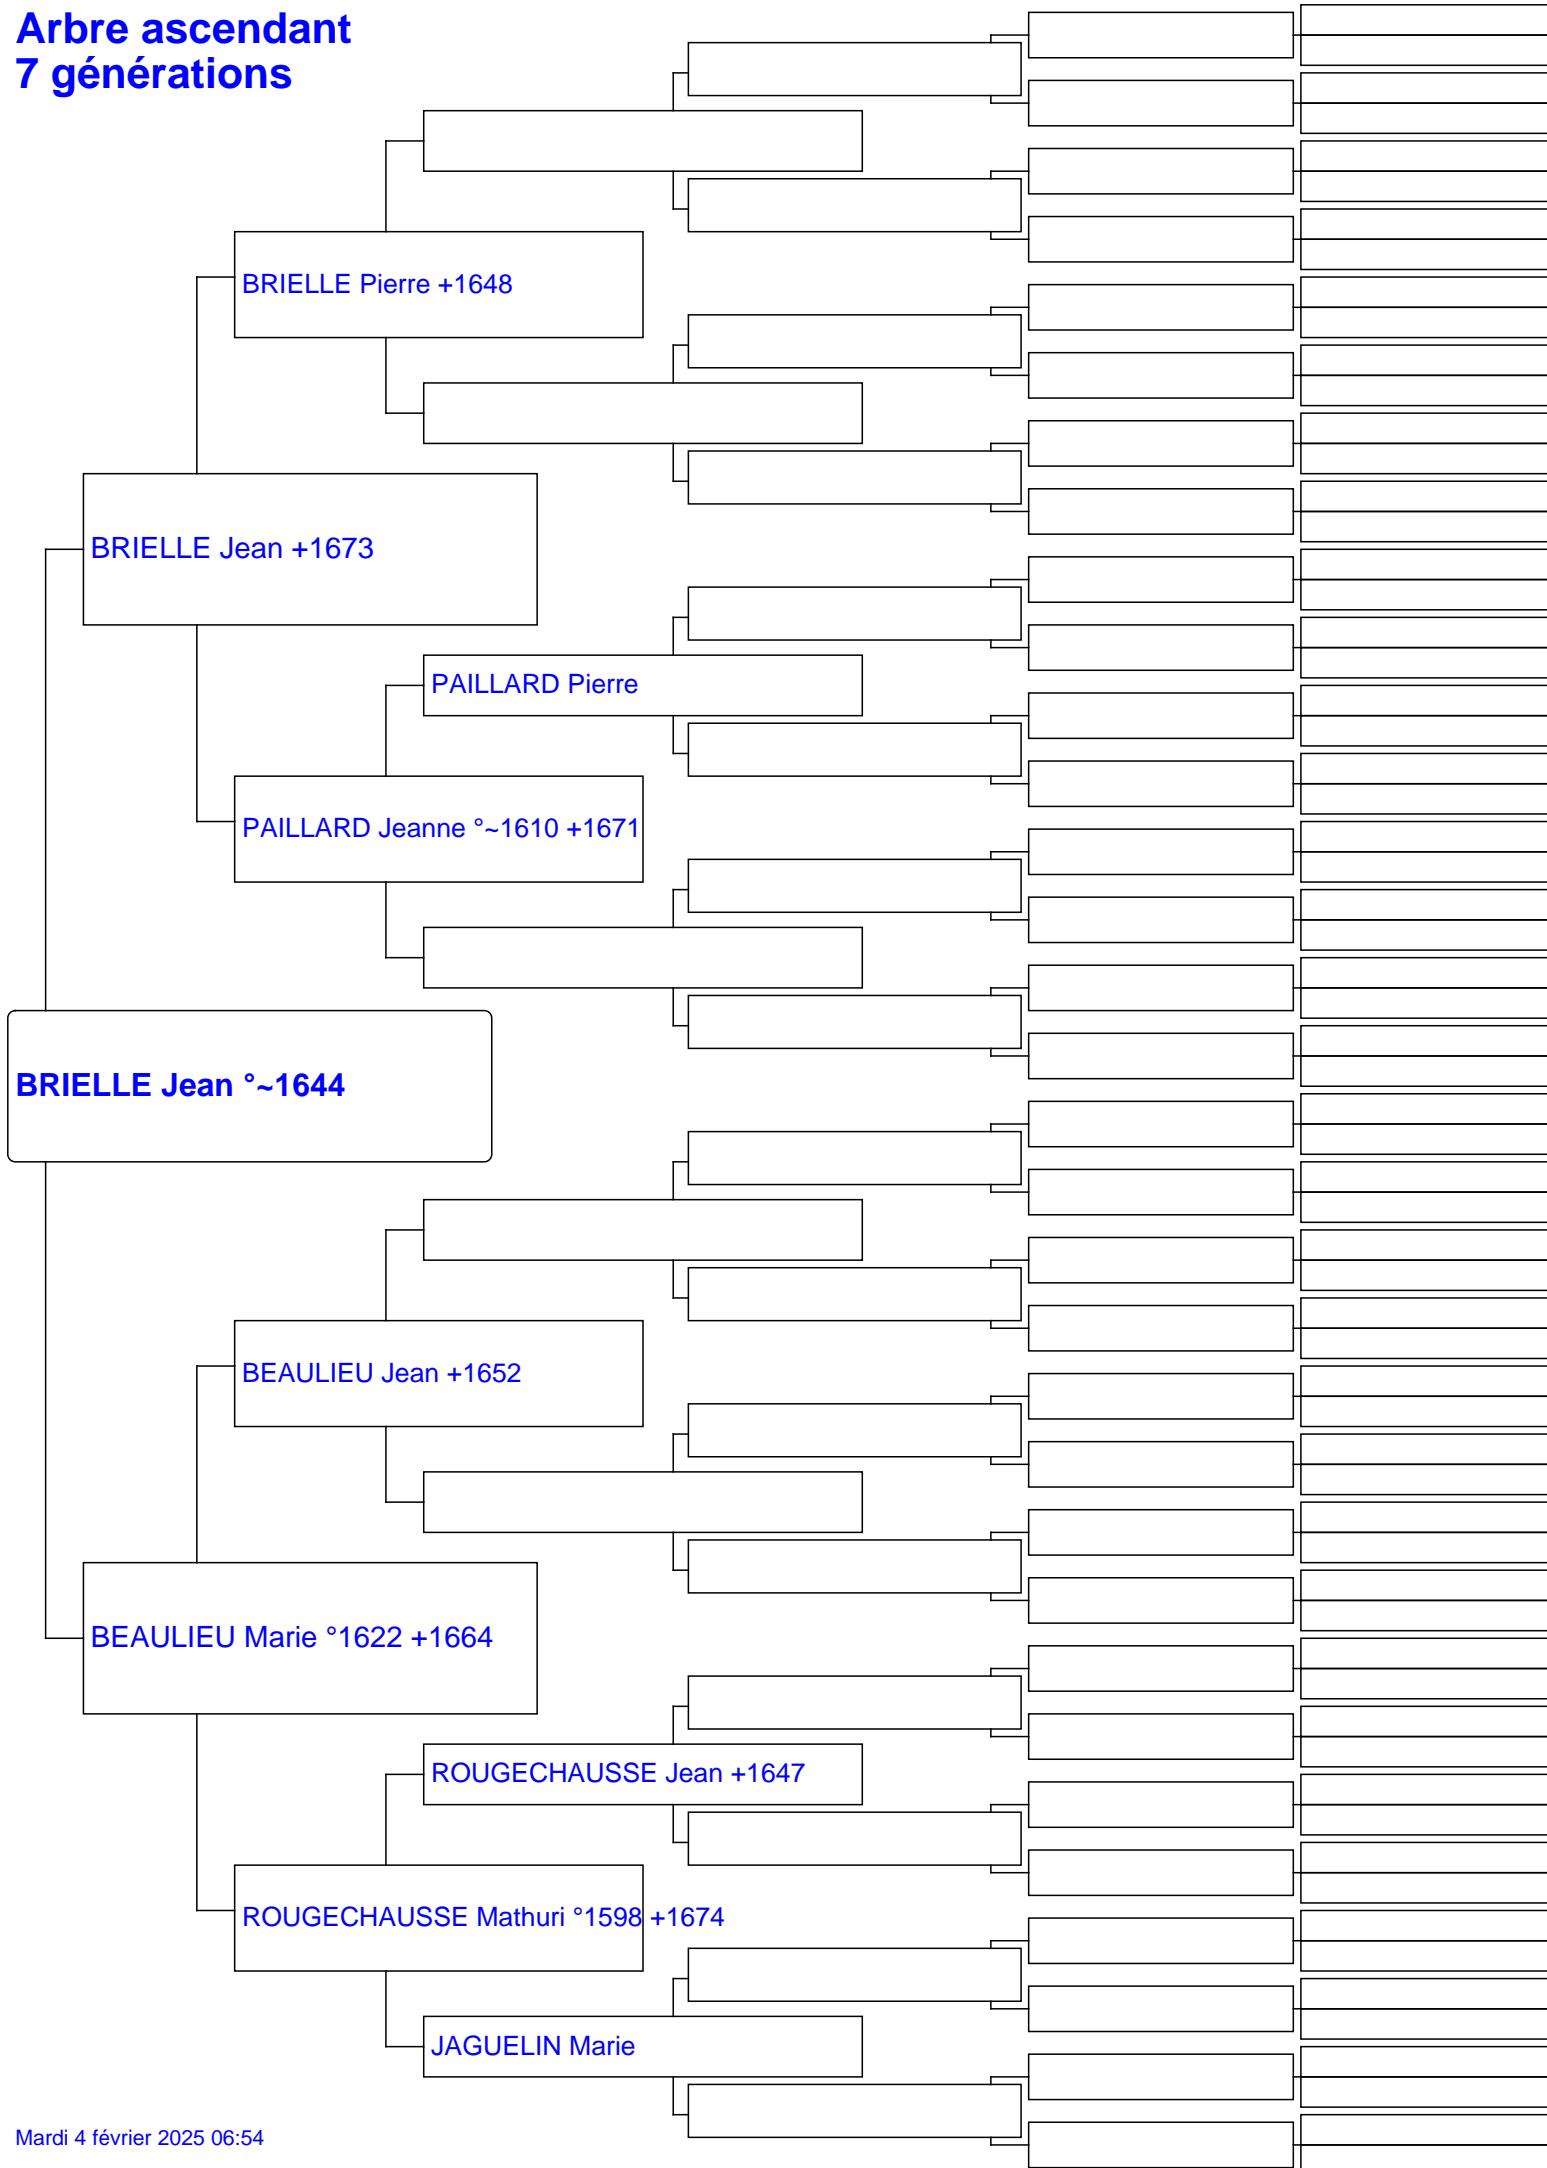 Arbre ascendant
7 générations
BRIELLE Pierre +1648
BRIELLE Jean +1673
PAILLARD Pierre
PAILLARD Jeanne °~1610 +1671
BRIELLE Jean °~1644
BEAULIEU Jean +1652
BEAULIEU Marie °1622 +1664
ROUGECHAUSSE Jean +1647
ROUGECHAUSSE Mathuri °1598 +1674
JAGUELIN Marie
Mardi 4 février 2025 06:54